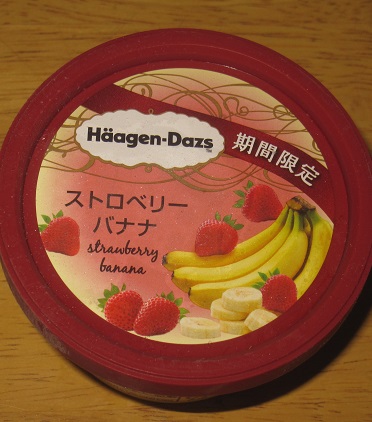 Häagen-Dazs
期間限定
ストロベリー
バナナ
strawberry
banana